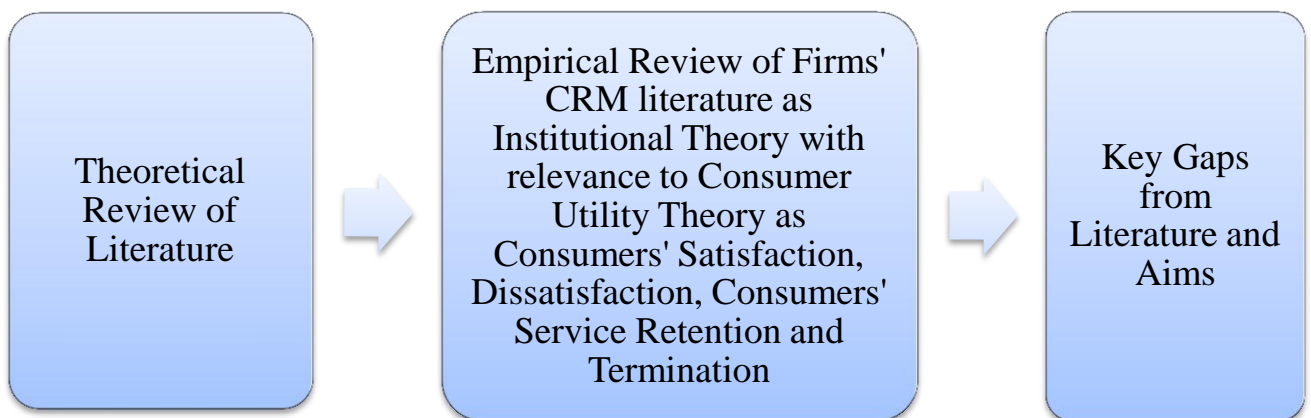 Theoretical
Review of
Literature
Empirical Review of Firms'
CRM literature as
Institutional Theory with
relevance to Consumer
Utility Theory as
Consumers' Satisfaction,
Dissatisfaction, Consumers'
Service Retention and
Termination
Key Gaps
from
Literature and
Aims